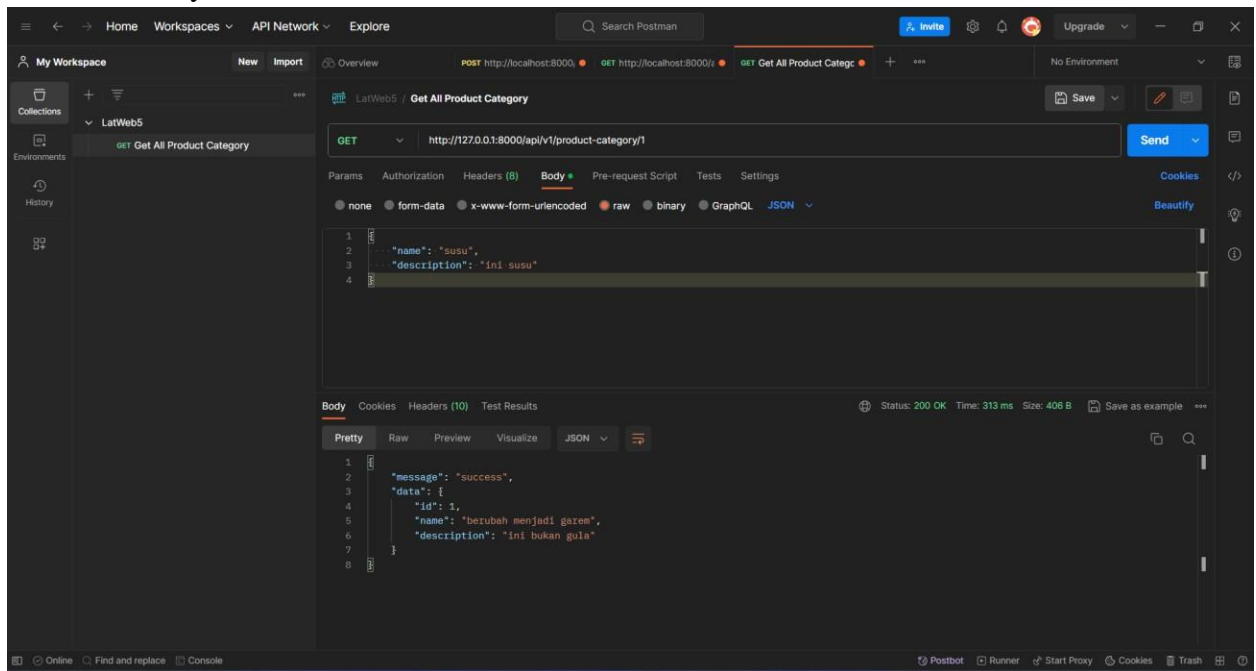 Home Workspaces API Network Explore Search Postman Invite Upgrade
My Workspace New Import Overview POST http://localhost:8000, GET http://localhost:8000/a GET Get All Product Categc No Environment
Collections
Environments
History
LatWeb5
GET Get All Product Category
LatWeb5 / Get All Product Category Save
GET http://127.0.0.1:8000/api/v1/product-category/1 Send
Params Authorization Headers (8) Body Pre-request Script Tests Settings Cookies
none form-data x-www-form-urlencoded raw binary GraphQL JSON Beautify
1 {
2 "name": "susu",
3 "description": "ini susu"
4 }
Body Cookies Headers (10) Test Results Status: 200 OK Time: 313 ms Size: 406 B Save as example
Pretty Raw Preview Visualize JSON
1 {
2 "message": "success",
3 "data": {
4 "id": 1,
5 "name": "berubah menjadi garem",
6 "description": "ini bukan gula"
7 }
8 }
Online Find and replace Console Postbot Runner Start Proxy Cookies Trash